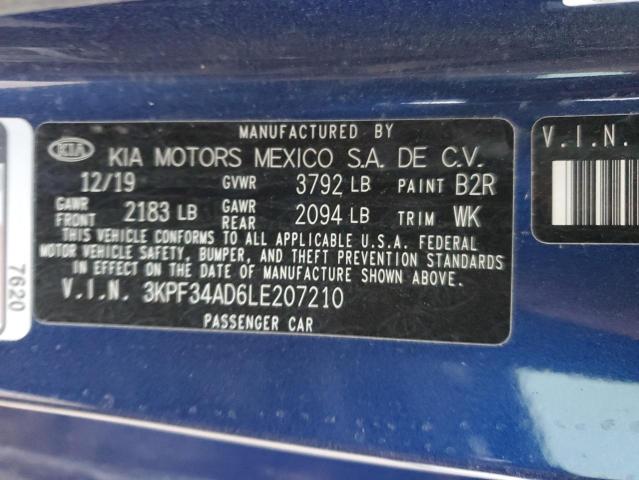 MANUFACTURED BY
KIA KIA MOTORS MEXICO S.A. DE C.V.
12/19 GVWR 3792 LB PAINT B2R
GAWR FRONT 2183 LB GAWR REAR 2094 LB TRIM WK
THIS VEHICLE CONFORMS TO ALL APPLICABLE U.S.A. FEDERAL
MOTOR VEHICLE SAFETY, BUMPER, AND THEFT PREVENTION STANDARDS
IN EFFECT ON THE DATE OF MANUFACTURE SHOWN ABOVE.
V.I.N. 3KPF34AD6LE207210
PASSENGER CAR
V.I.N.
7620